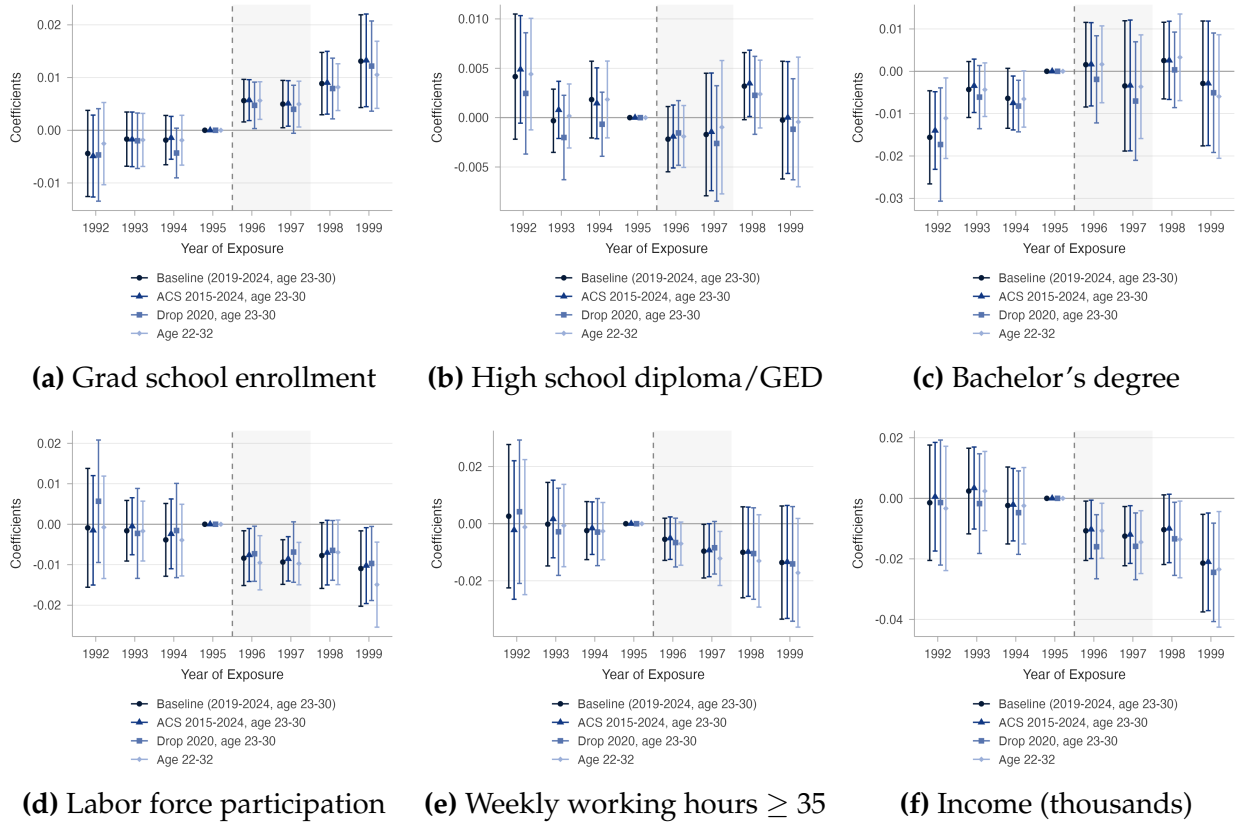 Coefficients
0.02
0.01
0.00
-0.01
1992 1993 1994 1995 1996 1997 1998 1999
Year of Exposure
Baseline (2019-2024, age 23-30)
ACS 2015-2024, age 23-30
Drop 2020, age 23-30
Age 22-32
(a) Grad school enrollment
Coefficients
0.010
0.005
0.000
-0.005
1992 1993 1994 1995 1996 1997 1998 1999
Year of Exposure
Baseline (2019-2024, age 23-30)
ACS 2015-2024, age 23-30
Drop 2020, age 23-30
Age 22-32
(b) High school diploma/GED
Coefficients
0.01
0.00
-0.01
-0.02
-0.03
1992 1993 1994 1995 1996 1997 1998 1999
Year of Exposure
Baseline (2019-2024, age 23-30)
ACS 2015-2024, age 23-30
Drop 2020, age 23-30
Age 22-32
(c) Bachelor's degree
Coefficients
0.02
0.01
0.00
-0.01
-0.02
1992 1993 1994 1995 1996 1997 1998 1999
Year of Exposure
Baseline (2019-2024, age 23-30)
ACS 2015-2024, age 23-30
Drop 2020, age 23-30
Age 22-32
(d) Labor force participation
Coefficients
0.02
0.00
-0.02
1992 1993 1994 1995 1996 1997 1998 1999
Year of Exposure
Baseline (2019-2024, age 23-30)
ACS 2015-2024, age 23-30
Drop 2020, age 23-30
Age 22-32
(e) Weekly working hours ≥ 35
Coefficients
0.02
0.00
-0.02
-0.04
1992 1993 1994 1995 1996 1997 1998 1999
Year of Exposure
Baseline (2019-2024, age 23-30)
ACS 2015-2024, age 23-30
Drop 2020, age 23-30
Age 22-32
(f) Income (thousands)